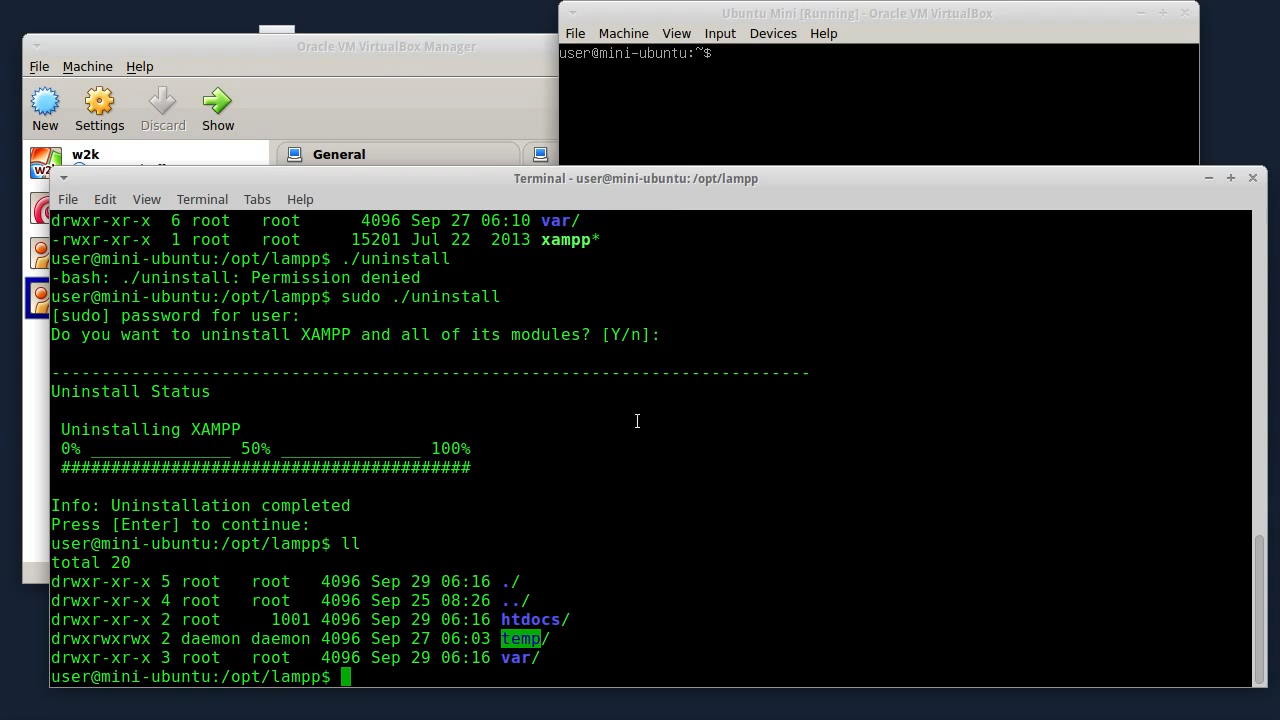 Ubuntu Mini [Running] - Oracle VM VirtualBox
File Machine View Input Devices Help
user@mini-ubuntu:~$
Oracle VM VirtualBox Manager
File Machine Help
New Settings Discard Show
w2k
General
Terminal - user@mini-ubuntu: /opt/lampp
File Edit View Terminal Tabs Help
drwxr-xr-x  6 root   root      4096 Sep 27 06:10 var/
-rwxr-xr-x  1 root   root     15201 Jul 22  2013 xampp*
user@mini-ubuntu:/opt/lampp$ ./uninstall
-bash: ./uninstall: Permission denied
user@mini-ubuntu:/opt/lampp$ sudo ./uninstall
[sudo] password for user:
Do you want to uninstall XAMPP and all of its modules? [Y/n]:
----------------------------------------------------------------------------
Uninstall Status
Uninstalling XAMPP
0% ______________ 50% ______________ 100%
#########################################
Info: Uninstallation completed
Press [Enter] to continue:
user@mini-ubuntu:/opt/lampp$ ll
total 20
drwxr-xr-x 5 root   root   4096 Sep 29 06:16 ./
drwxr-xr-x 4 root   root   4096 Sep 25 08:26 ../
drwxr-xr-x 2 root     1001 4096 Sep 29 06:16 htdocs/
drwxrwxrwx 2 daemon daemon 4096 Sep 27 06:03 temp/
drwxr-xr-x 3 root   root   4096 Sep 29 06:16 var/
user@mini-ubuntu:/opt/lampp$